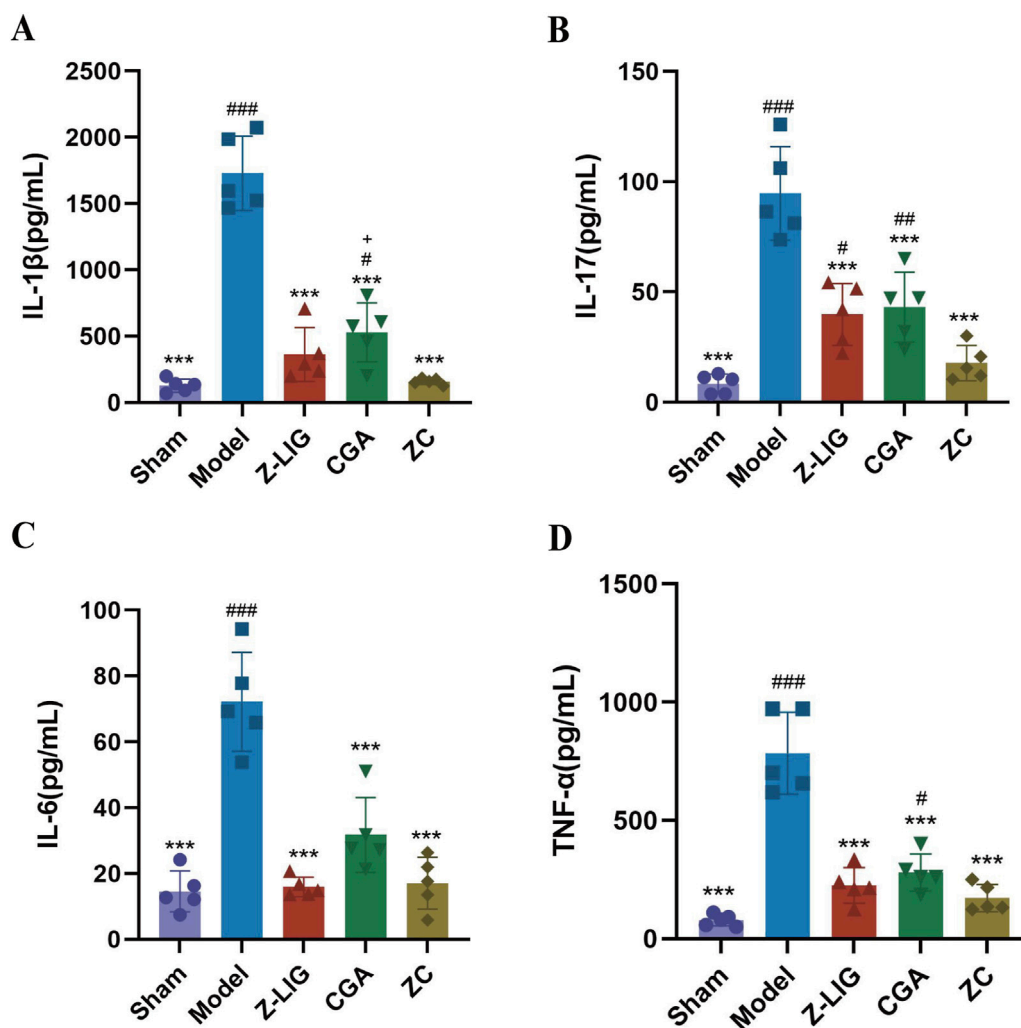 A
IL-1β(pg/mL)
2500
2000
1500
1000
500
0
***
###
***
+
#
***
***
Sham
Model
Z-LIG
CGA
ZC
B
IL-17(pg/mL)
150
100
50
0
***
###
#
***
##
***
***
Sham
Model
Z-LIG
CGA
ZC
C
IL-6(pg/mL)
100
80
60
40
20
0
***
###
***
***
***
Sham
Model
Z-LIG
CGA
ZC
D
TNF-α(pg/mL)
1500
1000
500
0
***
###
***
#
***
***
Sham
Model
Z-LIG
CGA
ZC